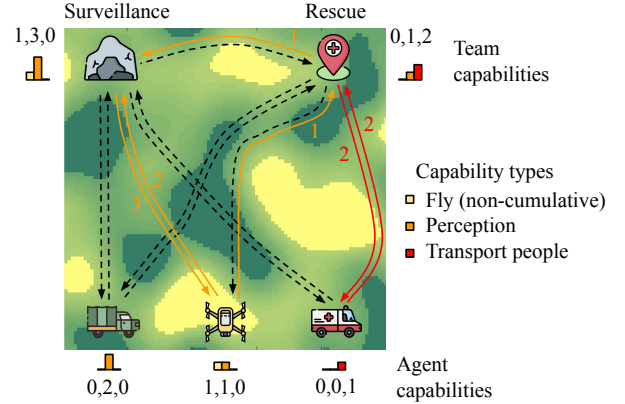 Surveillance
Rescue
1,3,0
1
0,1,2
Team
capabilities
1
2
2
2
3
Capability types
Fly (non-cumulative)
Perception
Transport people
0,2,0
1,1,0
0,0,1
Agent
capabilities